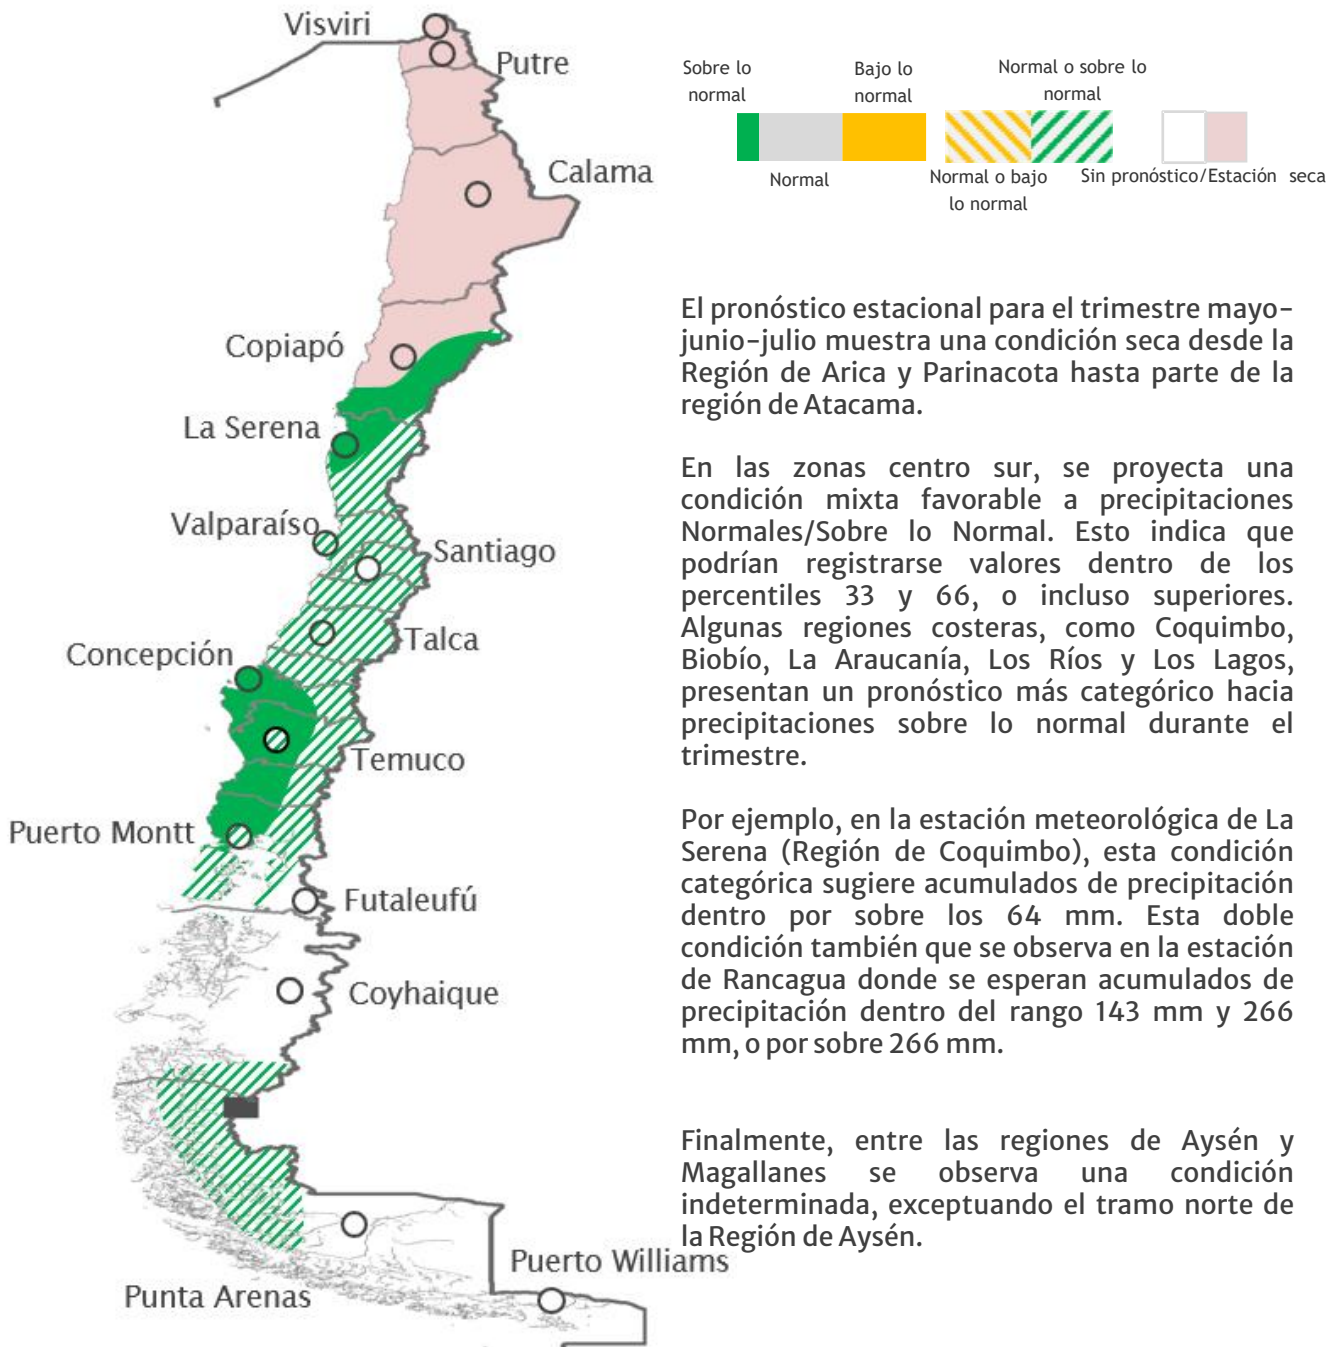 Visviri
Putre
Calama
Copiapó
La Serena
Valparaíso
Santiago
Talca
Concepción
Temuco
Puerto Montt
Futaleufú
Coyhaique
Puerto Williams
Punta Arenas
Sobre lo
normal
Bajo lo
normal
Normal o sobre lo
normal
Normal
Normal o bajo
lo normal
Sin pronóstico/Estación seca
El pronóstico estacional para el trimestre mayo-
junio-julio muestra una condición seca desde la
Región de Arica y Parinacota hasta parte de la
región de Atacama.
En las zonas centro sur, se proyecta una
condición mixta favorable a precipitaciones
Normales/Sobre lo Normal. Esto indica que
podrían registrarse valores dentro de los
percentiles 33 y 66, o incluso superiores.
Algunas regiones costeras, como Coquimbo,
Biobío, La Araucanía, Los Ríos y Los Lagos,
presentan un pronóstico más categórico hacia
precipitaciones sobre lo normal durante el
trimestre.
Por ejemplo, en la estación meteorológica de La
Serena (Región de Coquimbo), esta condición
categórica sugiere acumulados de precipitación
dentro por sobre los 64 mm. Esta doble
condición también que se observa en la estación
de Rancagua donde se esperan acumulados de
precipitación dentro del rango 143 mm y 266
mm, o por sobre 266 mm.
Finalmente, entre las regiones de Aysén y
Magallanes se observa una condición
indeterminada, exceptuando el tramo norte de
la Región de Aysén.